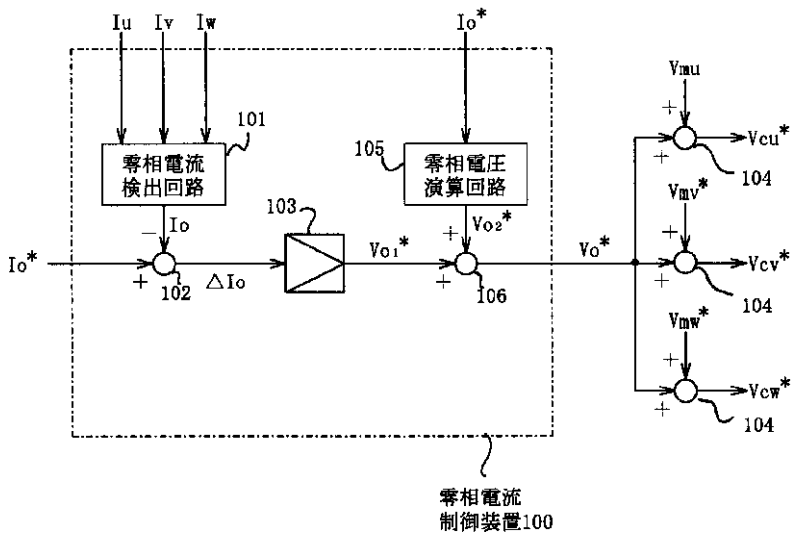 Iu Iv Iw Io*
Vmu
101
105
零相電流
検出回路
零相電圧
演算回路
+
+
Vcu*
104
Vmv*
− Io
103
+ Vo₂*
Io*
+
102
ΔIo
Vo₁*
+
106
Vo*
+
+
Vcv*
104
Vmw*
+
+
Vcw*
104
零相電流
制御装置100